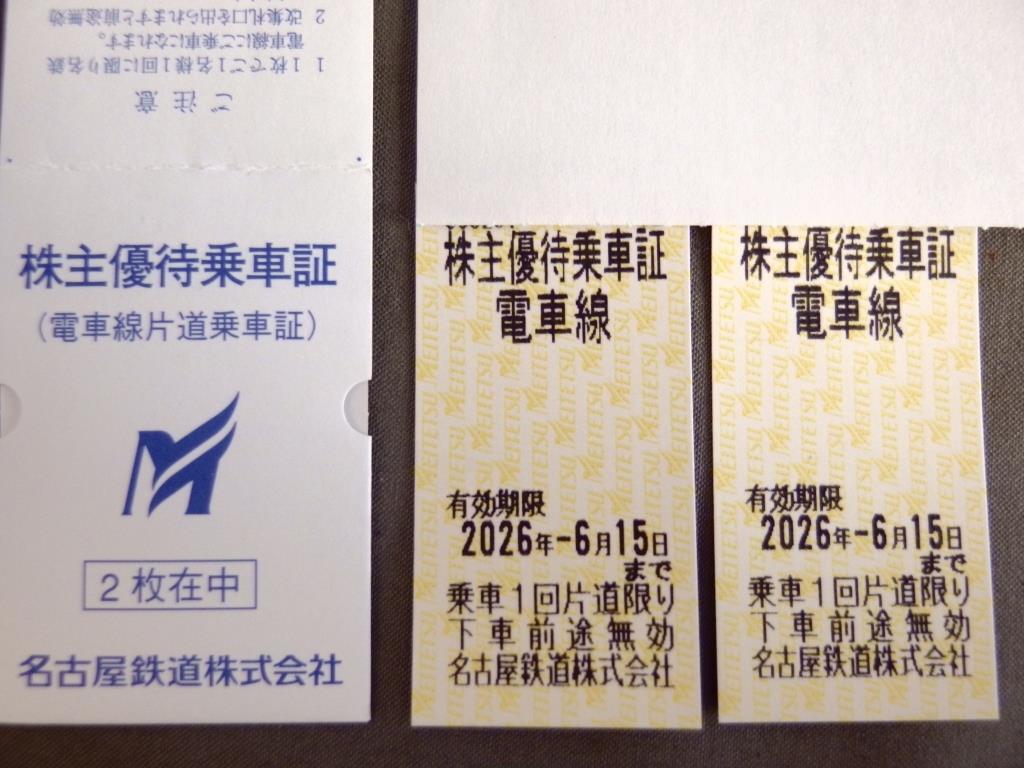 ご注意
1 1枚でご1名様1回に限り名鉄
電車線にご乗車になれます。
2 改集札口を出られますと前途無効
株主優待乗車証
(電車線片道乗車証)
2枚在中
名古屋鉄道株式会社
株主優待乗車証
電車線
有効期限
2026年-6月15日
まで
乗車1回片道限り
下車前途無効
名古屋鉄道株式会社
株主優待乗車証
電車線
有効期限
2026年-6月15日
まで
乗車1回片道限り
下車前途無効
名古屋鉄道株式会社
MEITETSU